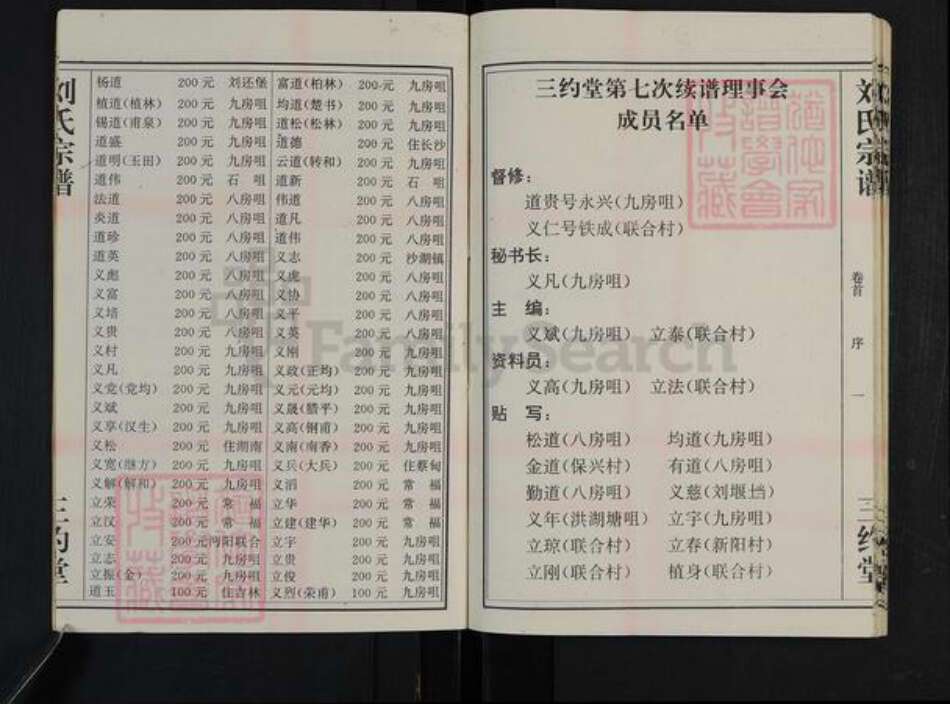 刘氏宗谱
三约堂
杨道 200元 刘还堡 富道(柏林) 200元 九房咀
植道(植林) 200元 九房咀 均道(楚书) 200元 九房咀
锡道(甫泉) 200元 九房咀 道松(松林) 200元 九房咀
道盛 200元 九房咀 道德 200元 住长沙
道明(玉田) 200元 九房咀 云道(转和) 200元 九房咀
道伟 200元 石咀 道新 200元 石咀
法道 200元 八房咀 伟道 200元 八房咀
炎道 200元 八房咀 道凡 200元 八房咀
道珍 200元 八房咀 道伟 200元 八房咀
道英 200元 八房咀 义志 200元 沙湖镇
义彪 200元 八房咀 义虎 200元 八房咀
义富 200元 八房咀 义协 200元 八房咀
义培 200元 八房咀 义平 200元 八房咀
义贵 200元 八房咀 义英 200元 八房咀
义村 200元 九房咀 义刚 200元 九房咀
义凡 200元 九房咀 义政(正均) 200元 九房咀
义党(党均) 200元 九房咀 义元(元均) 200元 九房咀
义斌 200元 九房咀 义晟(腊平) 200元 九房咀
义享(汉生) 200元 九房咀 义高(钢甫) 200元 九房咀
义松 200元 住湖南 义南(南香) 200元 九房咀
义宽(继方) 200元 九房咀 义兵(大兵) 200元 住蔡甸
义解(解和) 200元 九房咀 义滔 200元 常福
立荣 200元 常福 立华 200元 常福
立汉 200元 常福 立建(建华) 200元 常福
立安 200元沔阳联合 立宇 200元 九房咀
立志 200元 九房咀 立贵 200元 九房咀
立振(金) 200元 九房咀 立俊 200元 九房咀
道玉 100元 住吉林 义烈(荣甫) 100元 九房咀
三约堂第七次续谱理事会
成员名单
督修:
道贵号永兴(九房咀)
义仁号铁成(联合村)
秘书长:
义凡(九房咀)
主编:
义斌(九房咀) 立泰(联合村)
资料员:
义高(九房咀) 立法(联合村)
贴写:
松道(八房咀) 均道(九房咀)
金道(保兴村) 有道(八房咀)
勤道(八房咀) 义慈(刘堰垱)
义年(洪湖塘咀) 立字(九房咀)
立琼(联合村) 立春(新阳村)
立刚(联合村) 植身(联合村)
刘氏宗谱
卷首
序
一
三约堂
FamilySearch